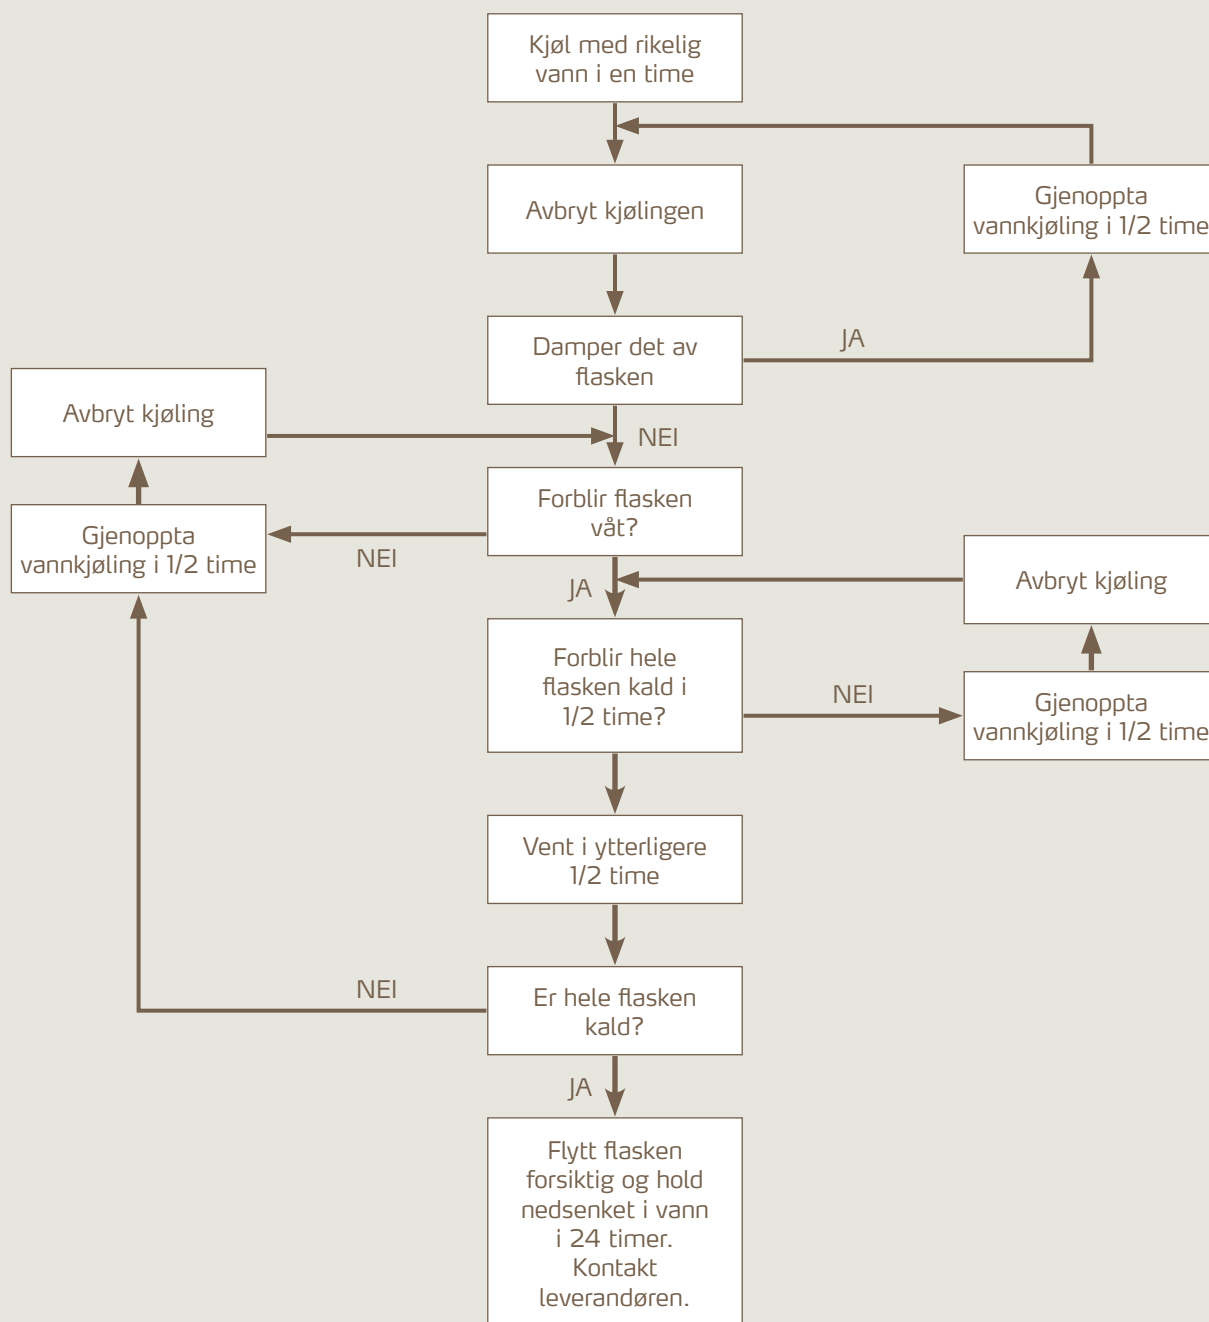 Kjøl med rikelig
vann i en time
Avbryt kjølingen
Gjenoppta
vannkjøling i 1/2 time
Damper det av
flasken
JA
Avbryt kjøling
NEI
Forblir flasken
våt?
Gjenoppta
vannkjøling i 1/2 time
NEI
JA
Avbryt kjøling
Forblir hele
flasken kald i
1/2 time?
NEI
Gjenoppta
vannkjøling i 1/2 time
Vent i ytterligere
1/2 time
NEI
Er hele flasken
kald?
JA
Flytt flasken
forsiktig og hold
nedsenket i vann
i 24 timer.
Kontakt
leverandøren.